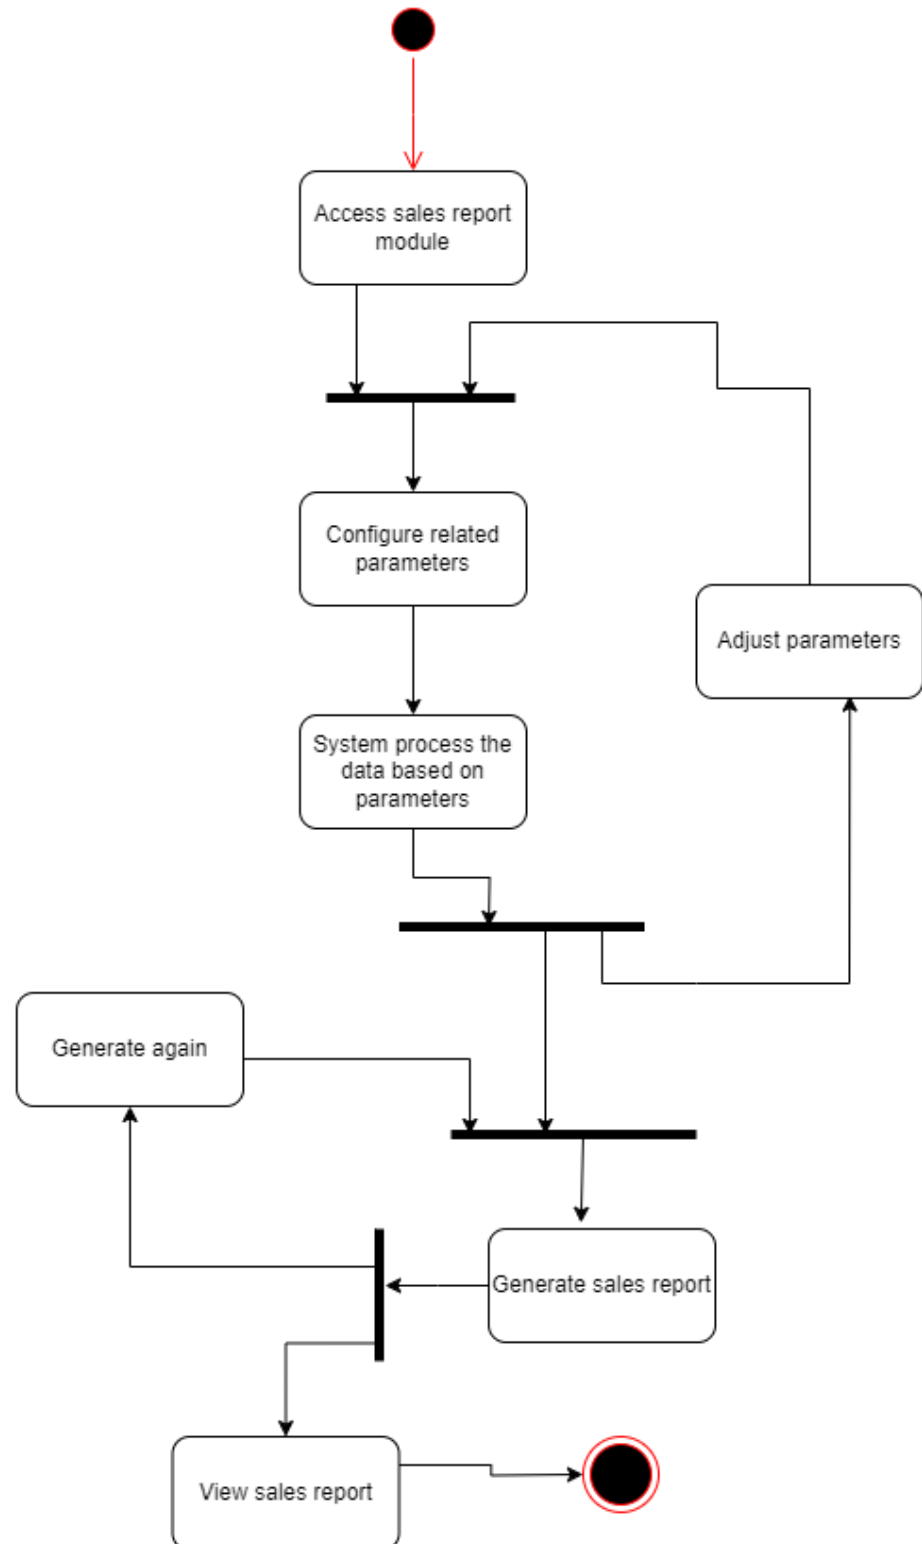 Access sales report
module
Configure related
parameters
Adjust parameters
System process the
data based on
parameters
Generate again
Generate sales report
View sales report